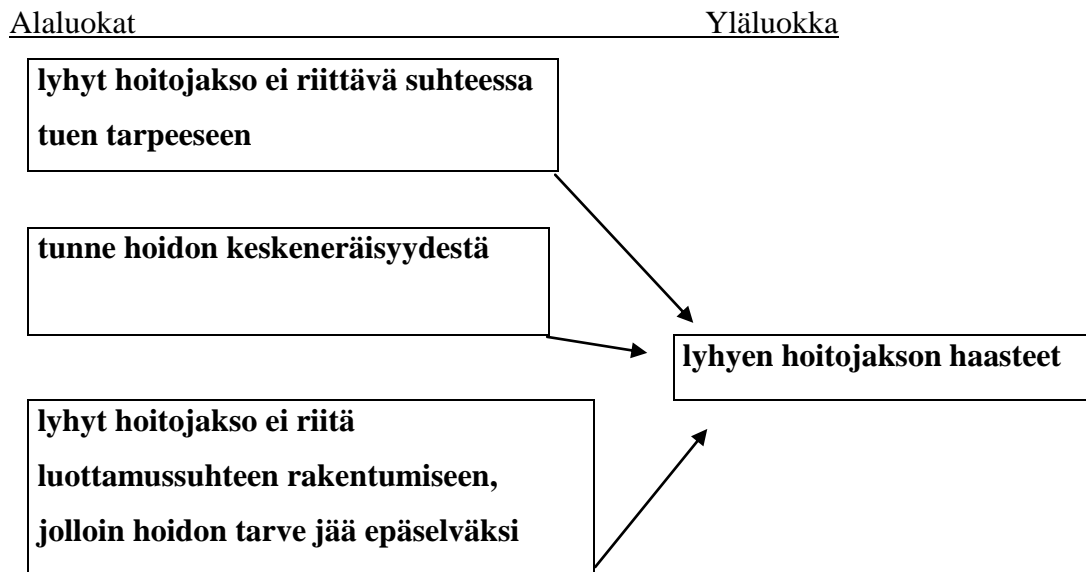 Alaluokat Yläluokka
lyhyt hoitojakso ei riittävä suhteessa
tuen tarpeeseen
tunne hoidon keskeneräisyydestä
lyhyen hoitojakson haasteet
lyhyt hoitojakso ei riitä
luottamussuhteen rakentumiseen,
jolloin hoidon tarve jää epäselväksi